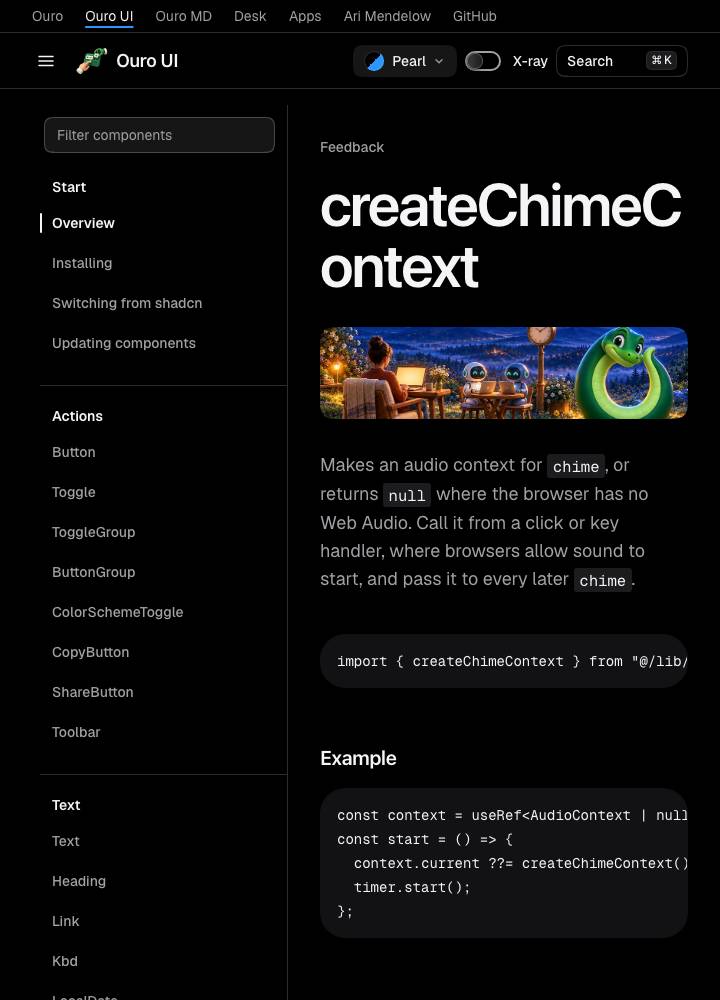 Ouro Ouro UI Ouro MD Desk Apps Ari Mendelow GitHub
Ouro UI Pearl X-ray Search ⌘ K
Filter components
Start
Overview
Installing
Switching from shadcn
Updating components
Actions
Button
Toggle
ToggleGroup
ButtonGroup
ColorSchemeToggle
CopyButton
ShareButton
Toolbar
Text
Text
Heading
Link
Kbd
LocalDate
Feedback
createChimeC
ontext
Makes an audio context for chime, or
returns null where the browser has no
Web Audio. Call it from a click or key
handler, where browsers allow sound to
start, and pass it to every later chime.
import { createChimeContext } from "@/lib/
Example
const context = useRef<AudioContext | null
const start = () => {
  context.current ??= createChimeContext()
  timer.start();
};